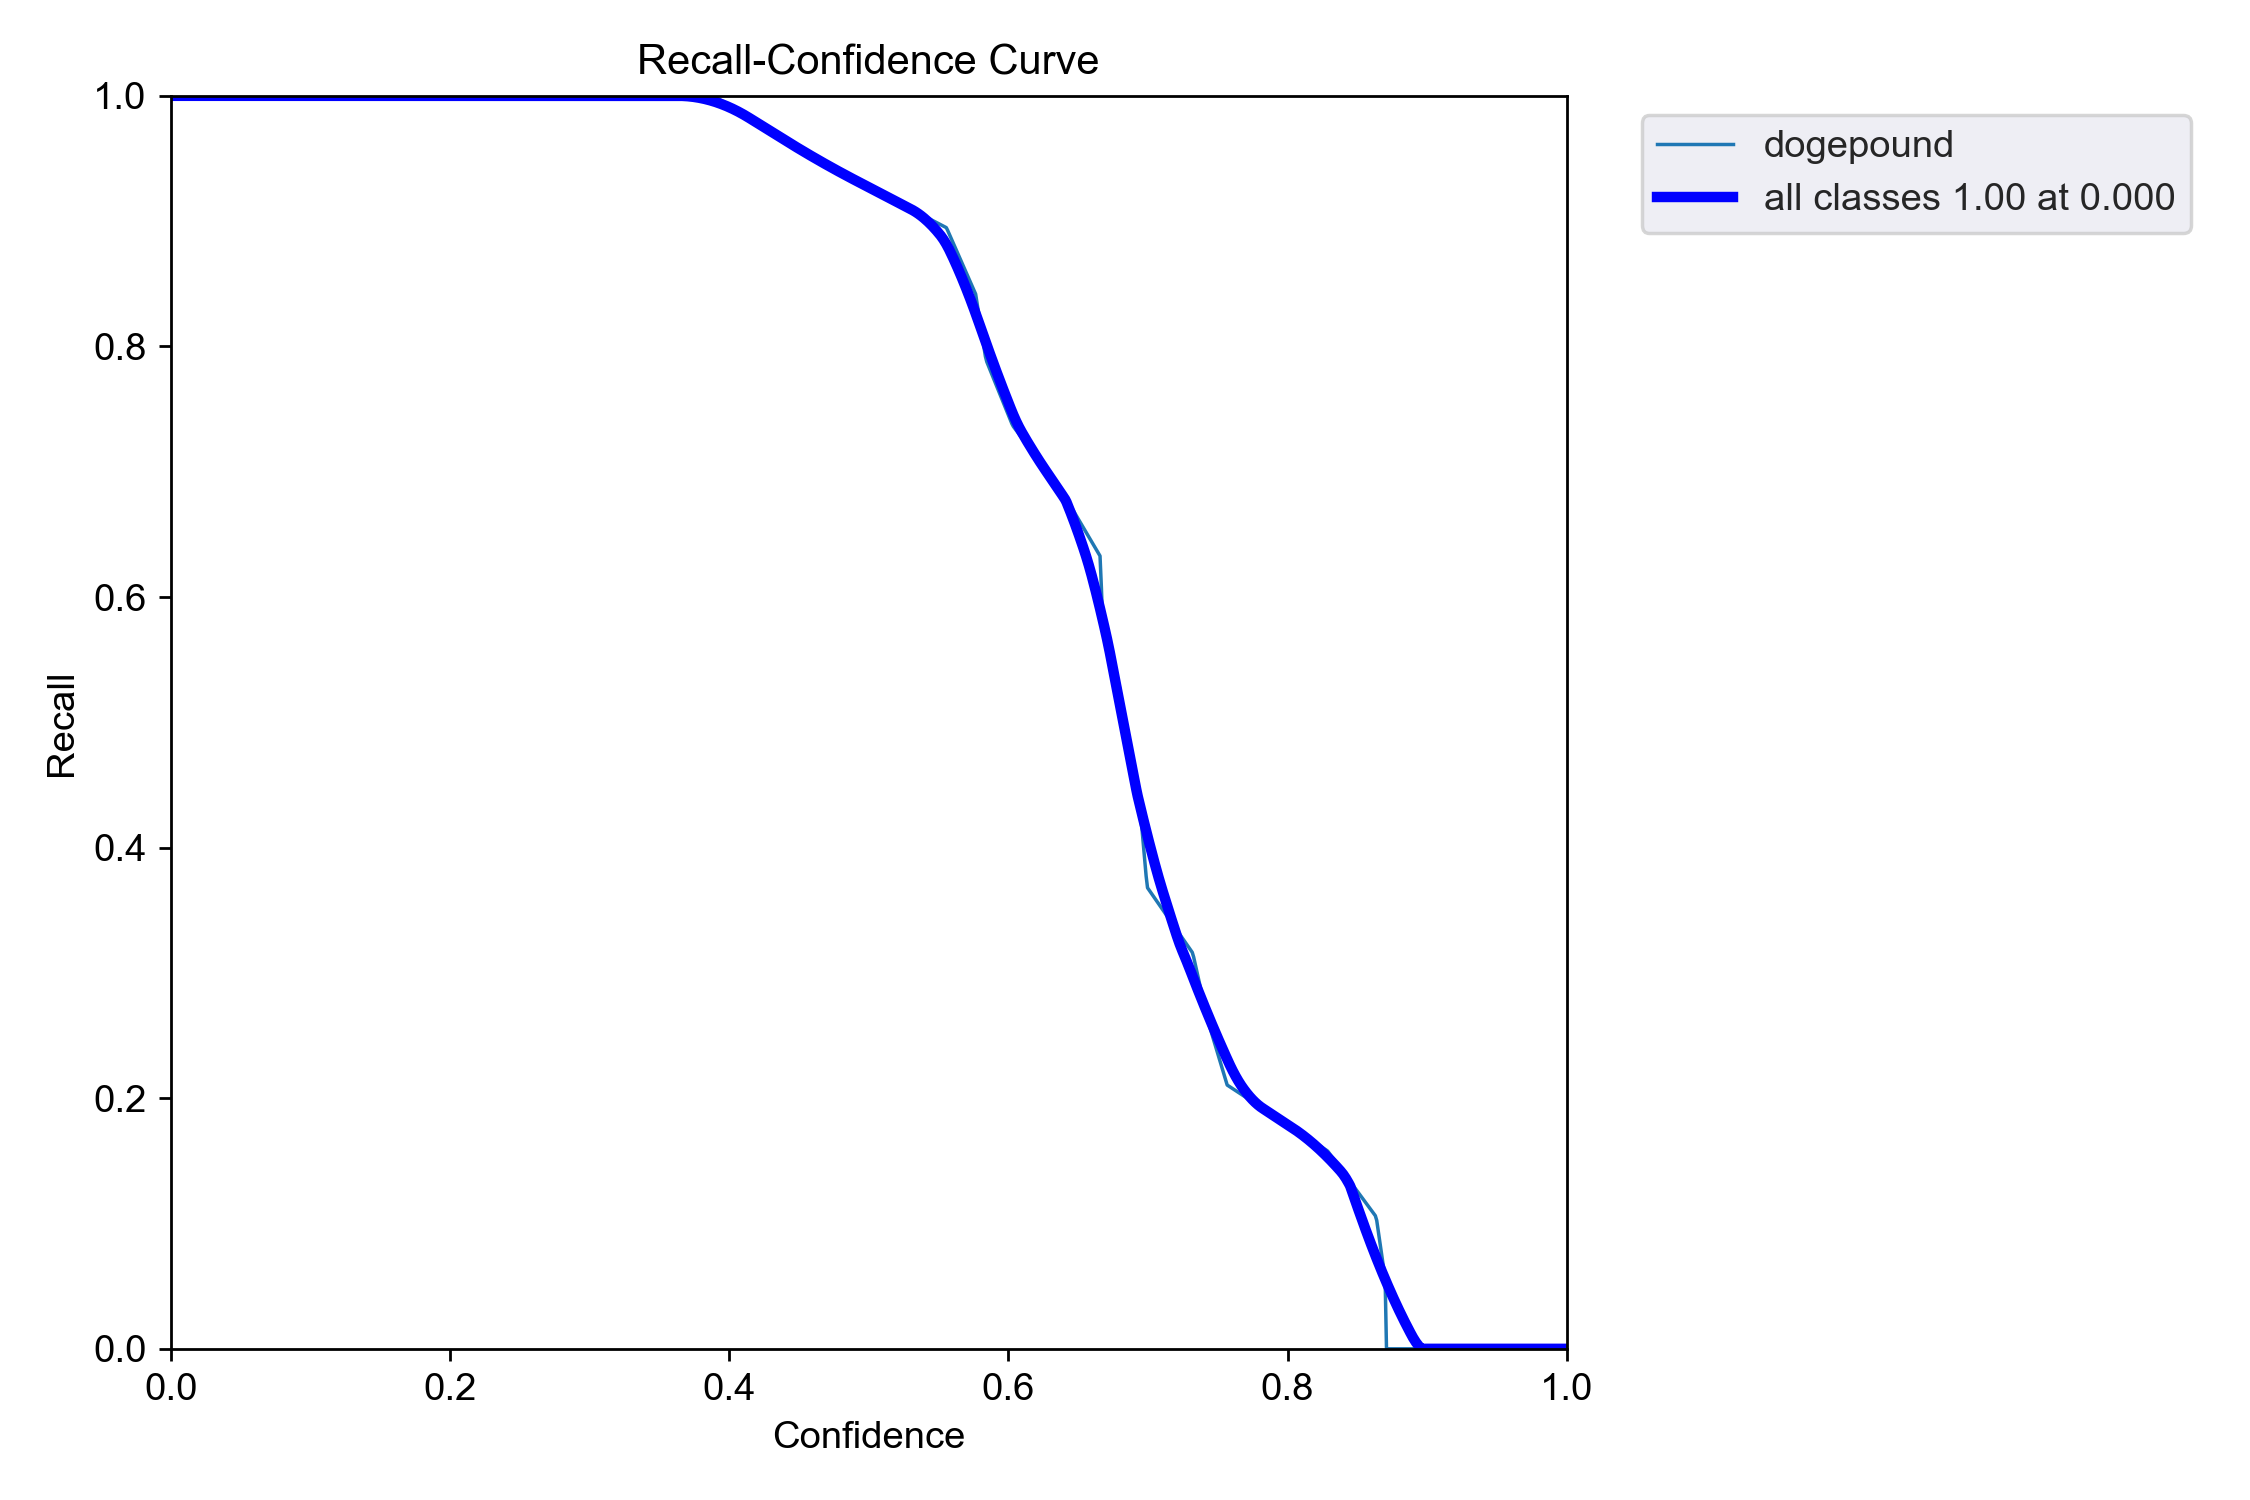 Recall-Confidence Curve
dogepound
all classes 1.00 at 0.000
1.0
0.8
0.6
0.4
0.2
0.0
Recall
0.0 0.2 0.4 0.6 0.8 1.0
Confidence